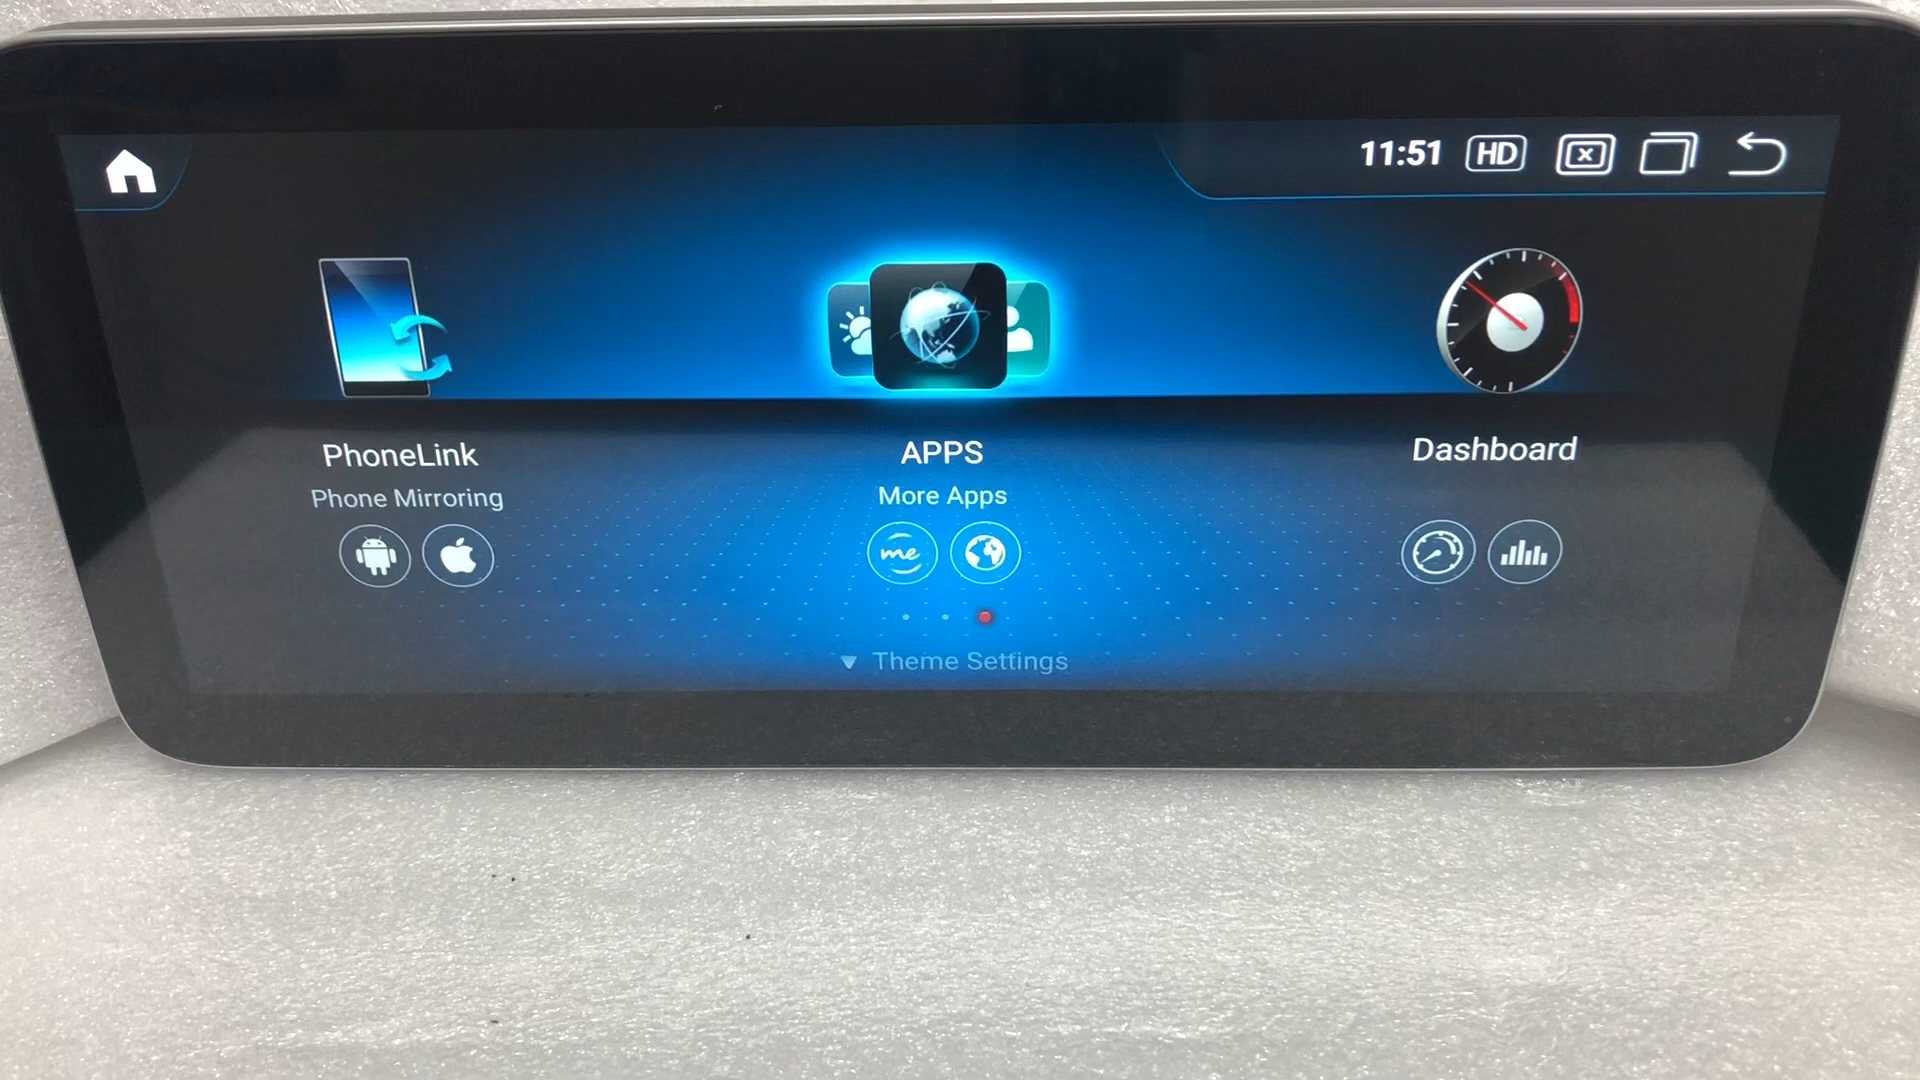 11:51 HD
PhoneLink
Phone Mirroring
APPS
More Apps
me
Dashboard
Theme Settings